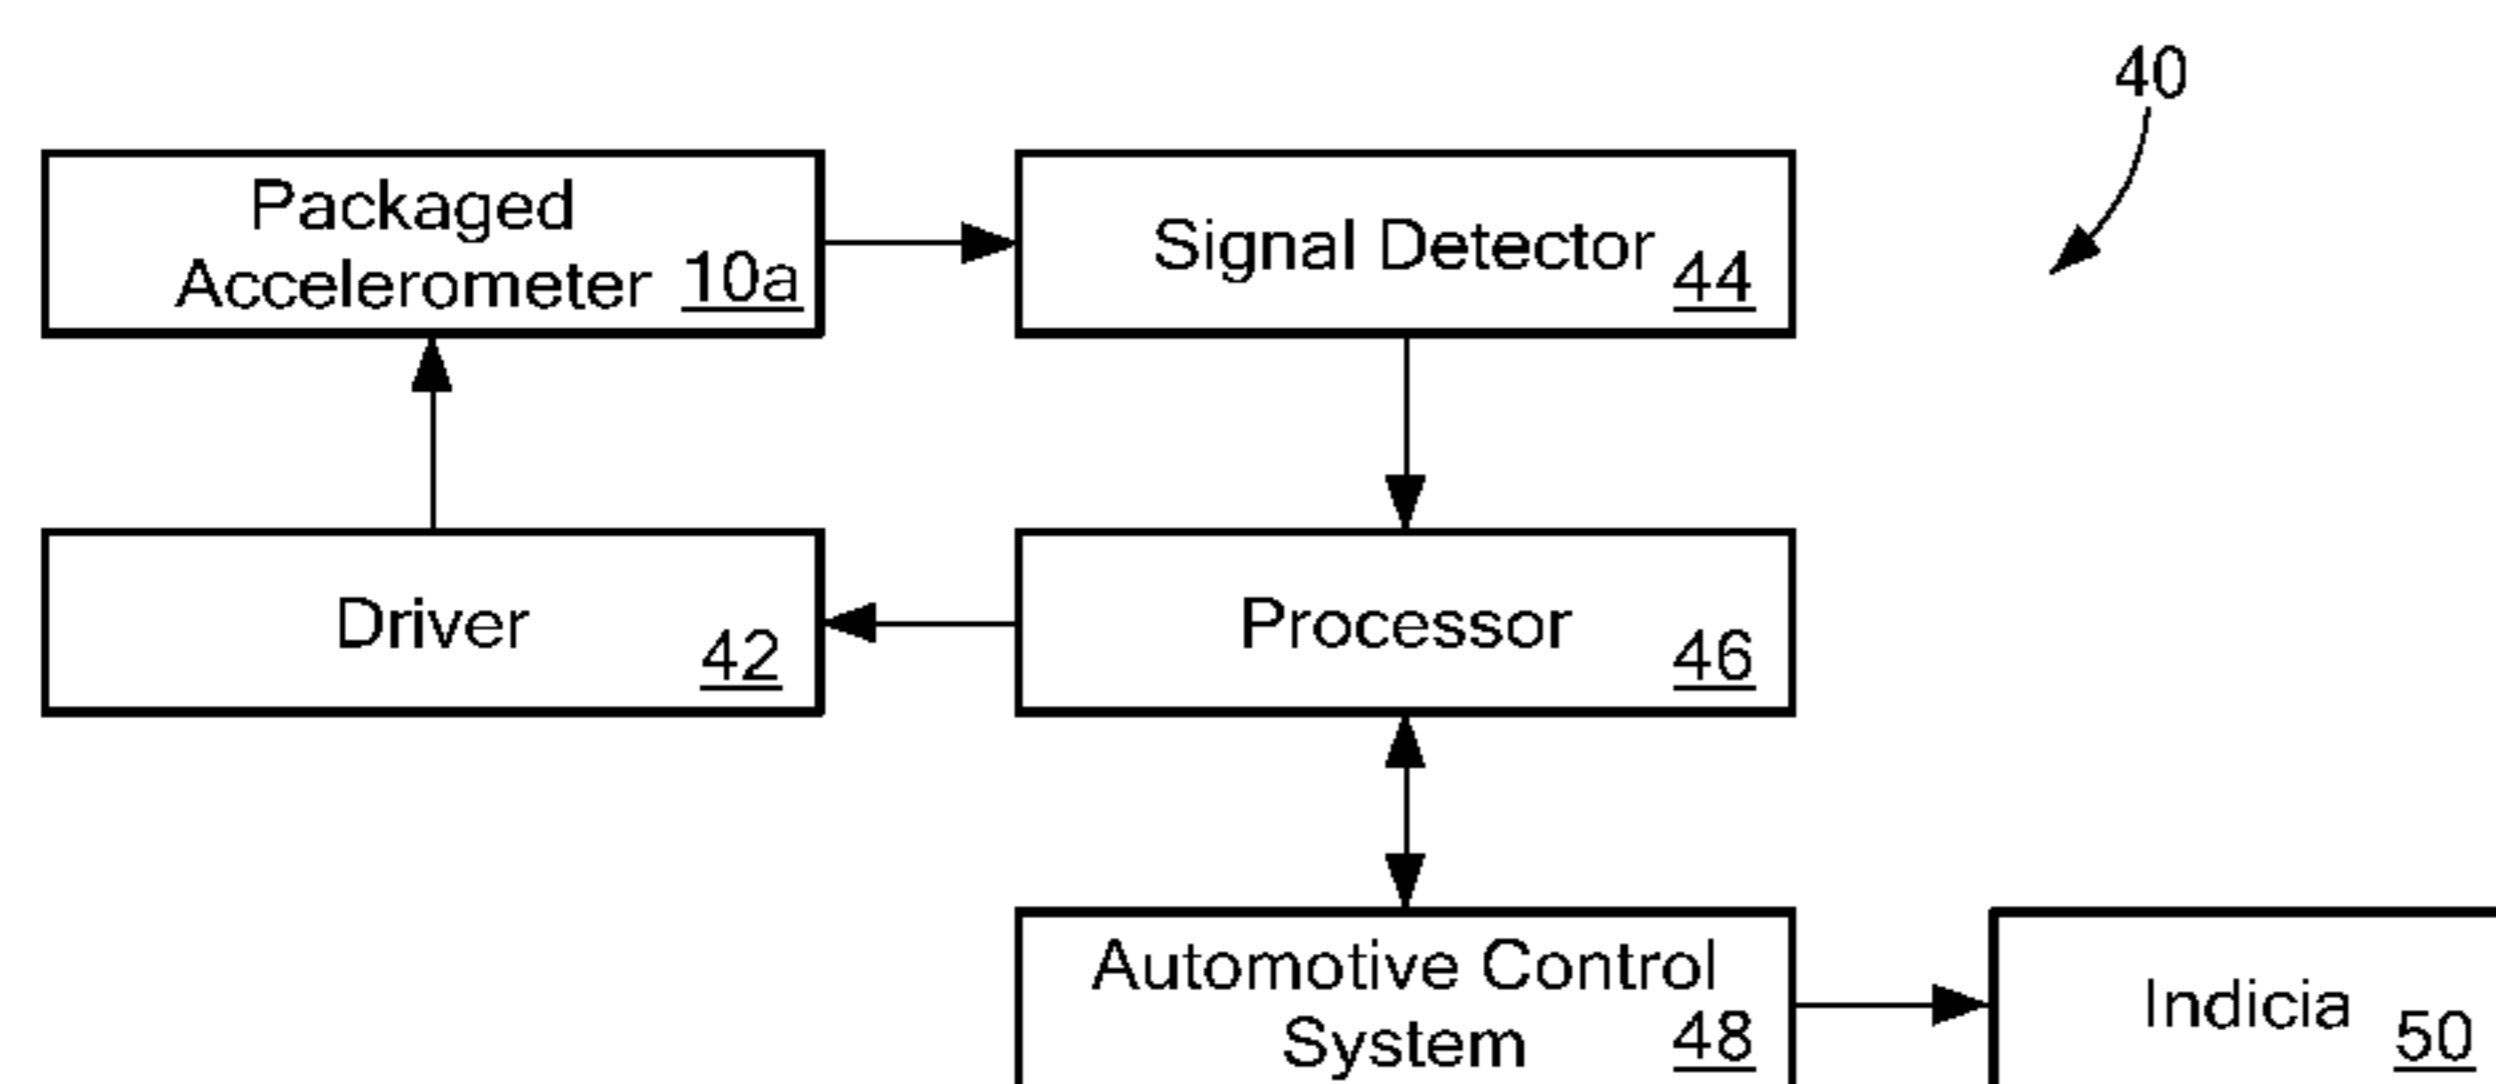 40
Packaged
Accelerometer 10a
Signal Detector 44
Driver 42
Processor 46
Automotive Control
System 48
Indicia 50